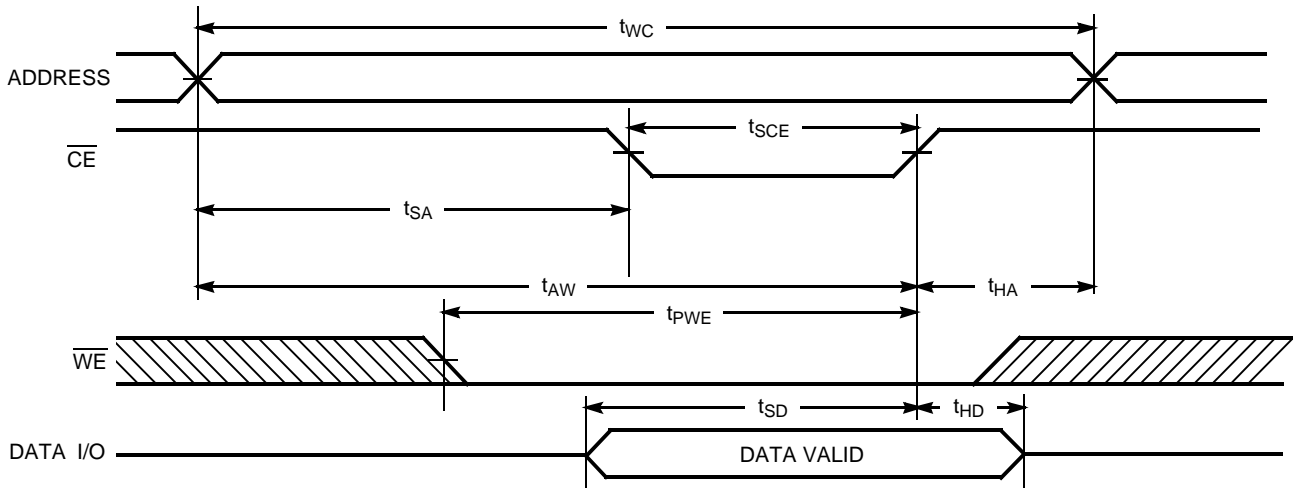 tWC
ADDRESS
tSCE
CE
tSA
tAW
tHA
tPWE
WE
tSD
tHD
DATA I/O
DATA VALID